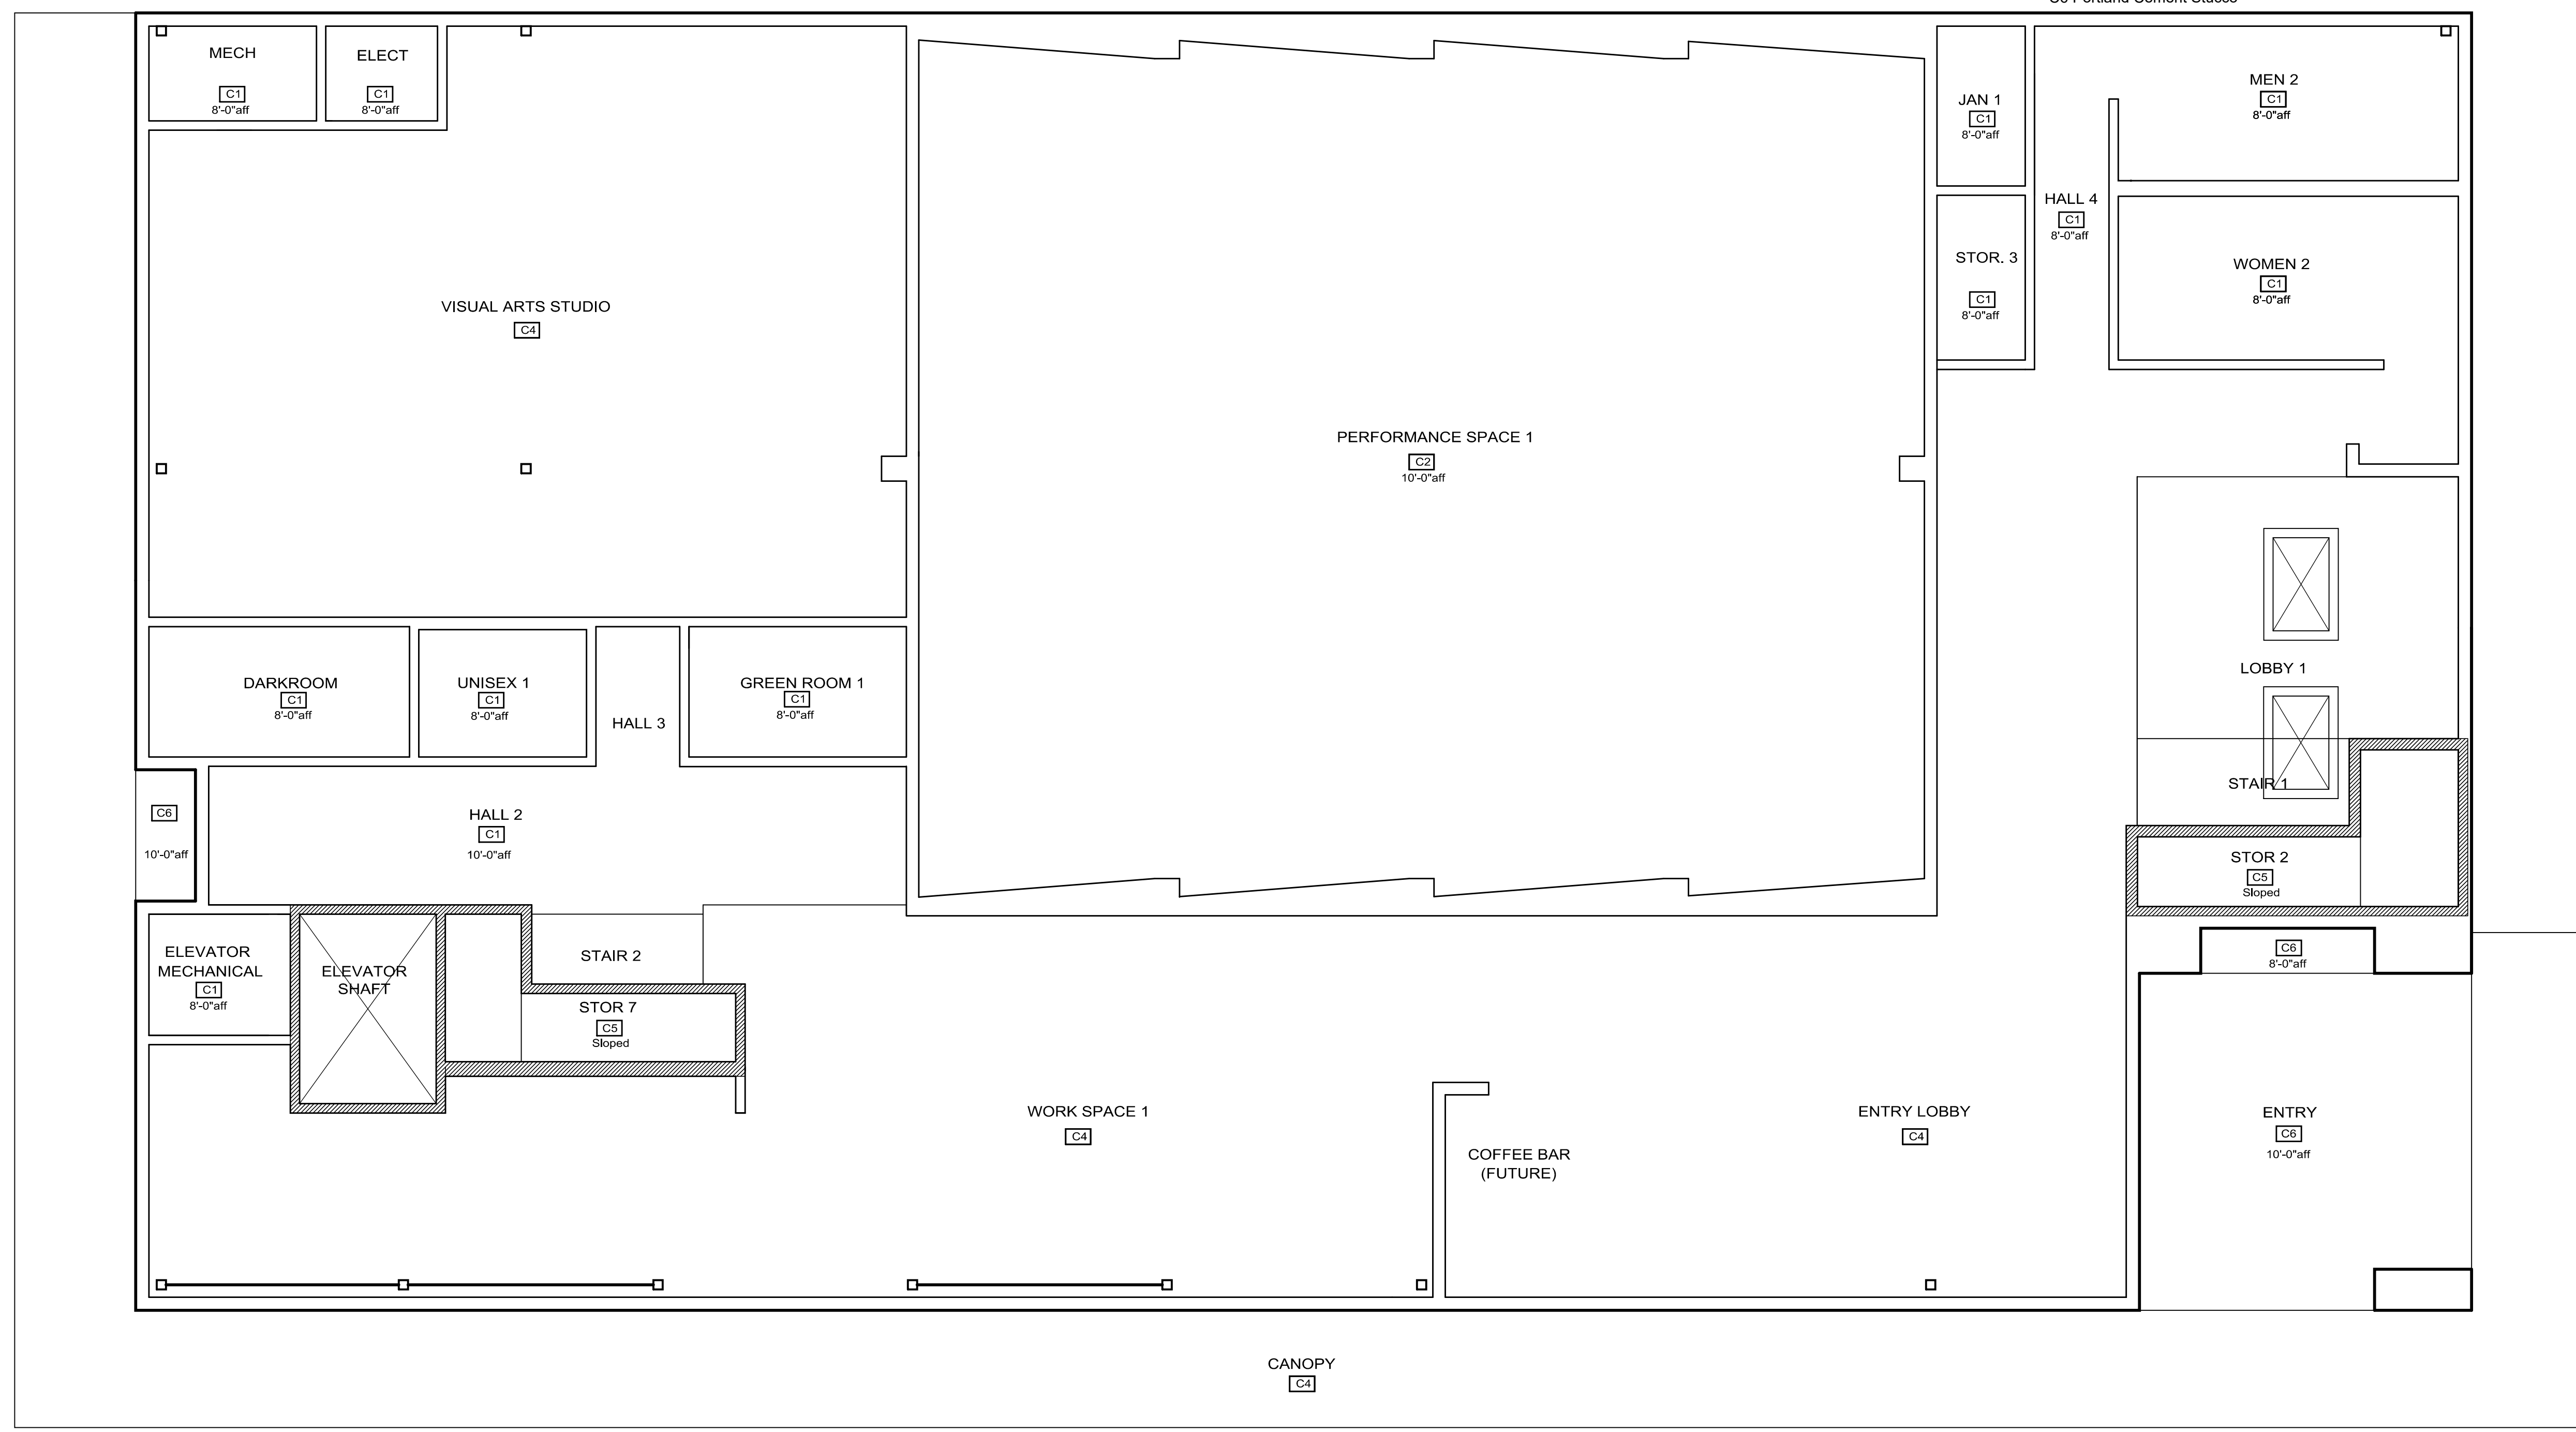 MECH
C1
8'-0"aff
ELECT
C1
8'-0"aff
JAN 1
C1
8'-0"aff
MEN 2
C1
8'-0"aff
HALL 4
C1
8'-0"aff
STOR. 3
C1
8'-0"aff
WOMEN 2
C1
8'-0"aff
VISUAL ARTS STUDIO
C4
PERFORMANCE SPACE 1
C2
10'-0"aff
LOBBY 1
DARKROOM
C1
8'-0"aff
UNISEX 1
C1
8'-0"aff
HALL 3
GREEN ROOM 1
C1
8'-0"aff
STAIR 1
C6
10'-0"aff
HALL 2
C1
10'-0"aff
STOR 2
C5
Sloped
ELEVATOR
MECHANICAL
C1
8'-0"aff
ELEVATOR
SHAFT
STAIR 2
STOR 7
C5
Sloped
C6
8'-0"aff
WORK SPACE 1
C4
COFFEE BAR
(FUTURE)
ENTRY LOBBY
C4
ENTRY
C6
10'-0"aff
CANOPY
C4